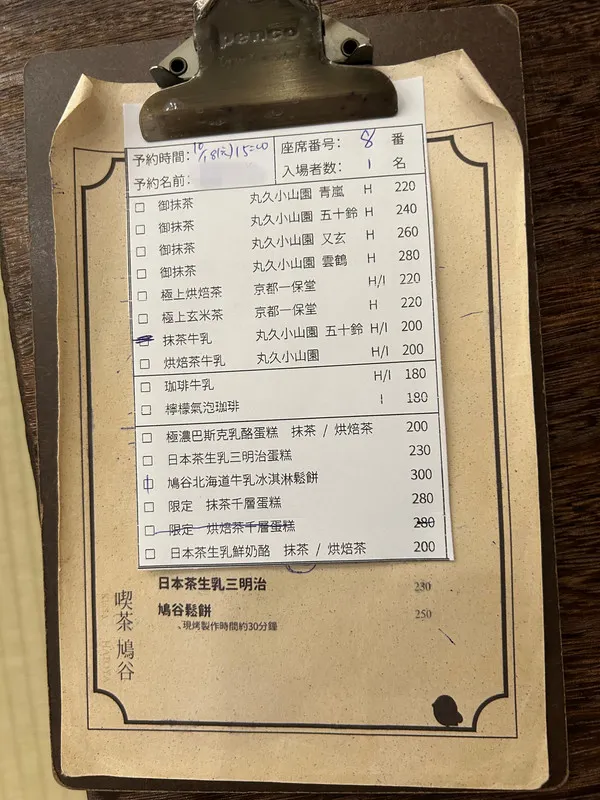 penco
予約時間: 10/18(六)15:00 座席番号: 8 番
予約名前: 入場者数: 1 名
□ 御抹茶 丸久小山園 青嵐 H 220
□ 御抹茶 丸久小山園 五十鈴 H 240
□ 御抹茶 丸久小山園 又玄 H 260
□ 御抹茶 丸久小山園 雲鶴 H 280
□ 極上烘焙茶 京都一保堂 H/I 220
□ 極上玄米茶 京都一保堂 H 220
□ 抹茶牛乳 丸久小山園 五十鈴 H/I 200
□ 烘焙茶牛乳 丸久小山園 H/I 200
□ 珈琲牛乳 H/I 180
□ 檸檬氣泡珈琲 I 180
□ 極濃巴斯克乳酪蛋糕 抹茶 / 烘焙茶 200
□ 日本茶生乳三明治蛋糕 230
□ 鳩谷北海道牛乳冰淇淋鬆餅 300
□ 限定 抹茶千層蛋糕 280
□ 限定 烘焙茶千層蛋糕 280
□ 日本茶生乳鮮奶酪 抹茶 / 烘焙茶 200
日本茶生乳三明治 230
鳩谷鬆餅 250
、現烤製作時間約30分鐘
喫茶 鳩谷